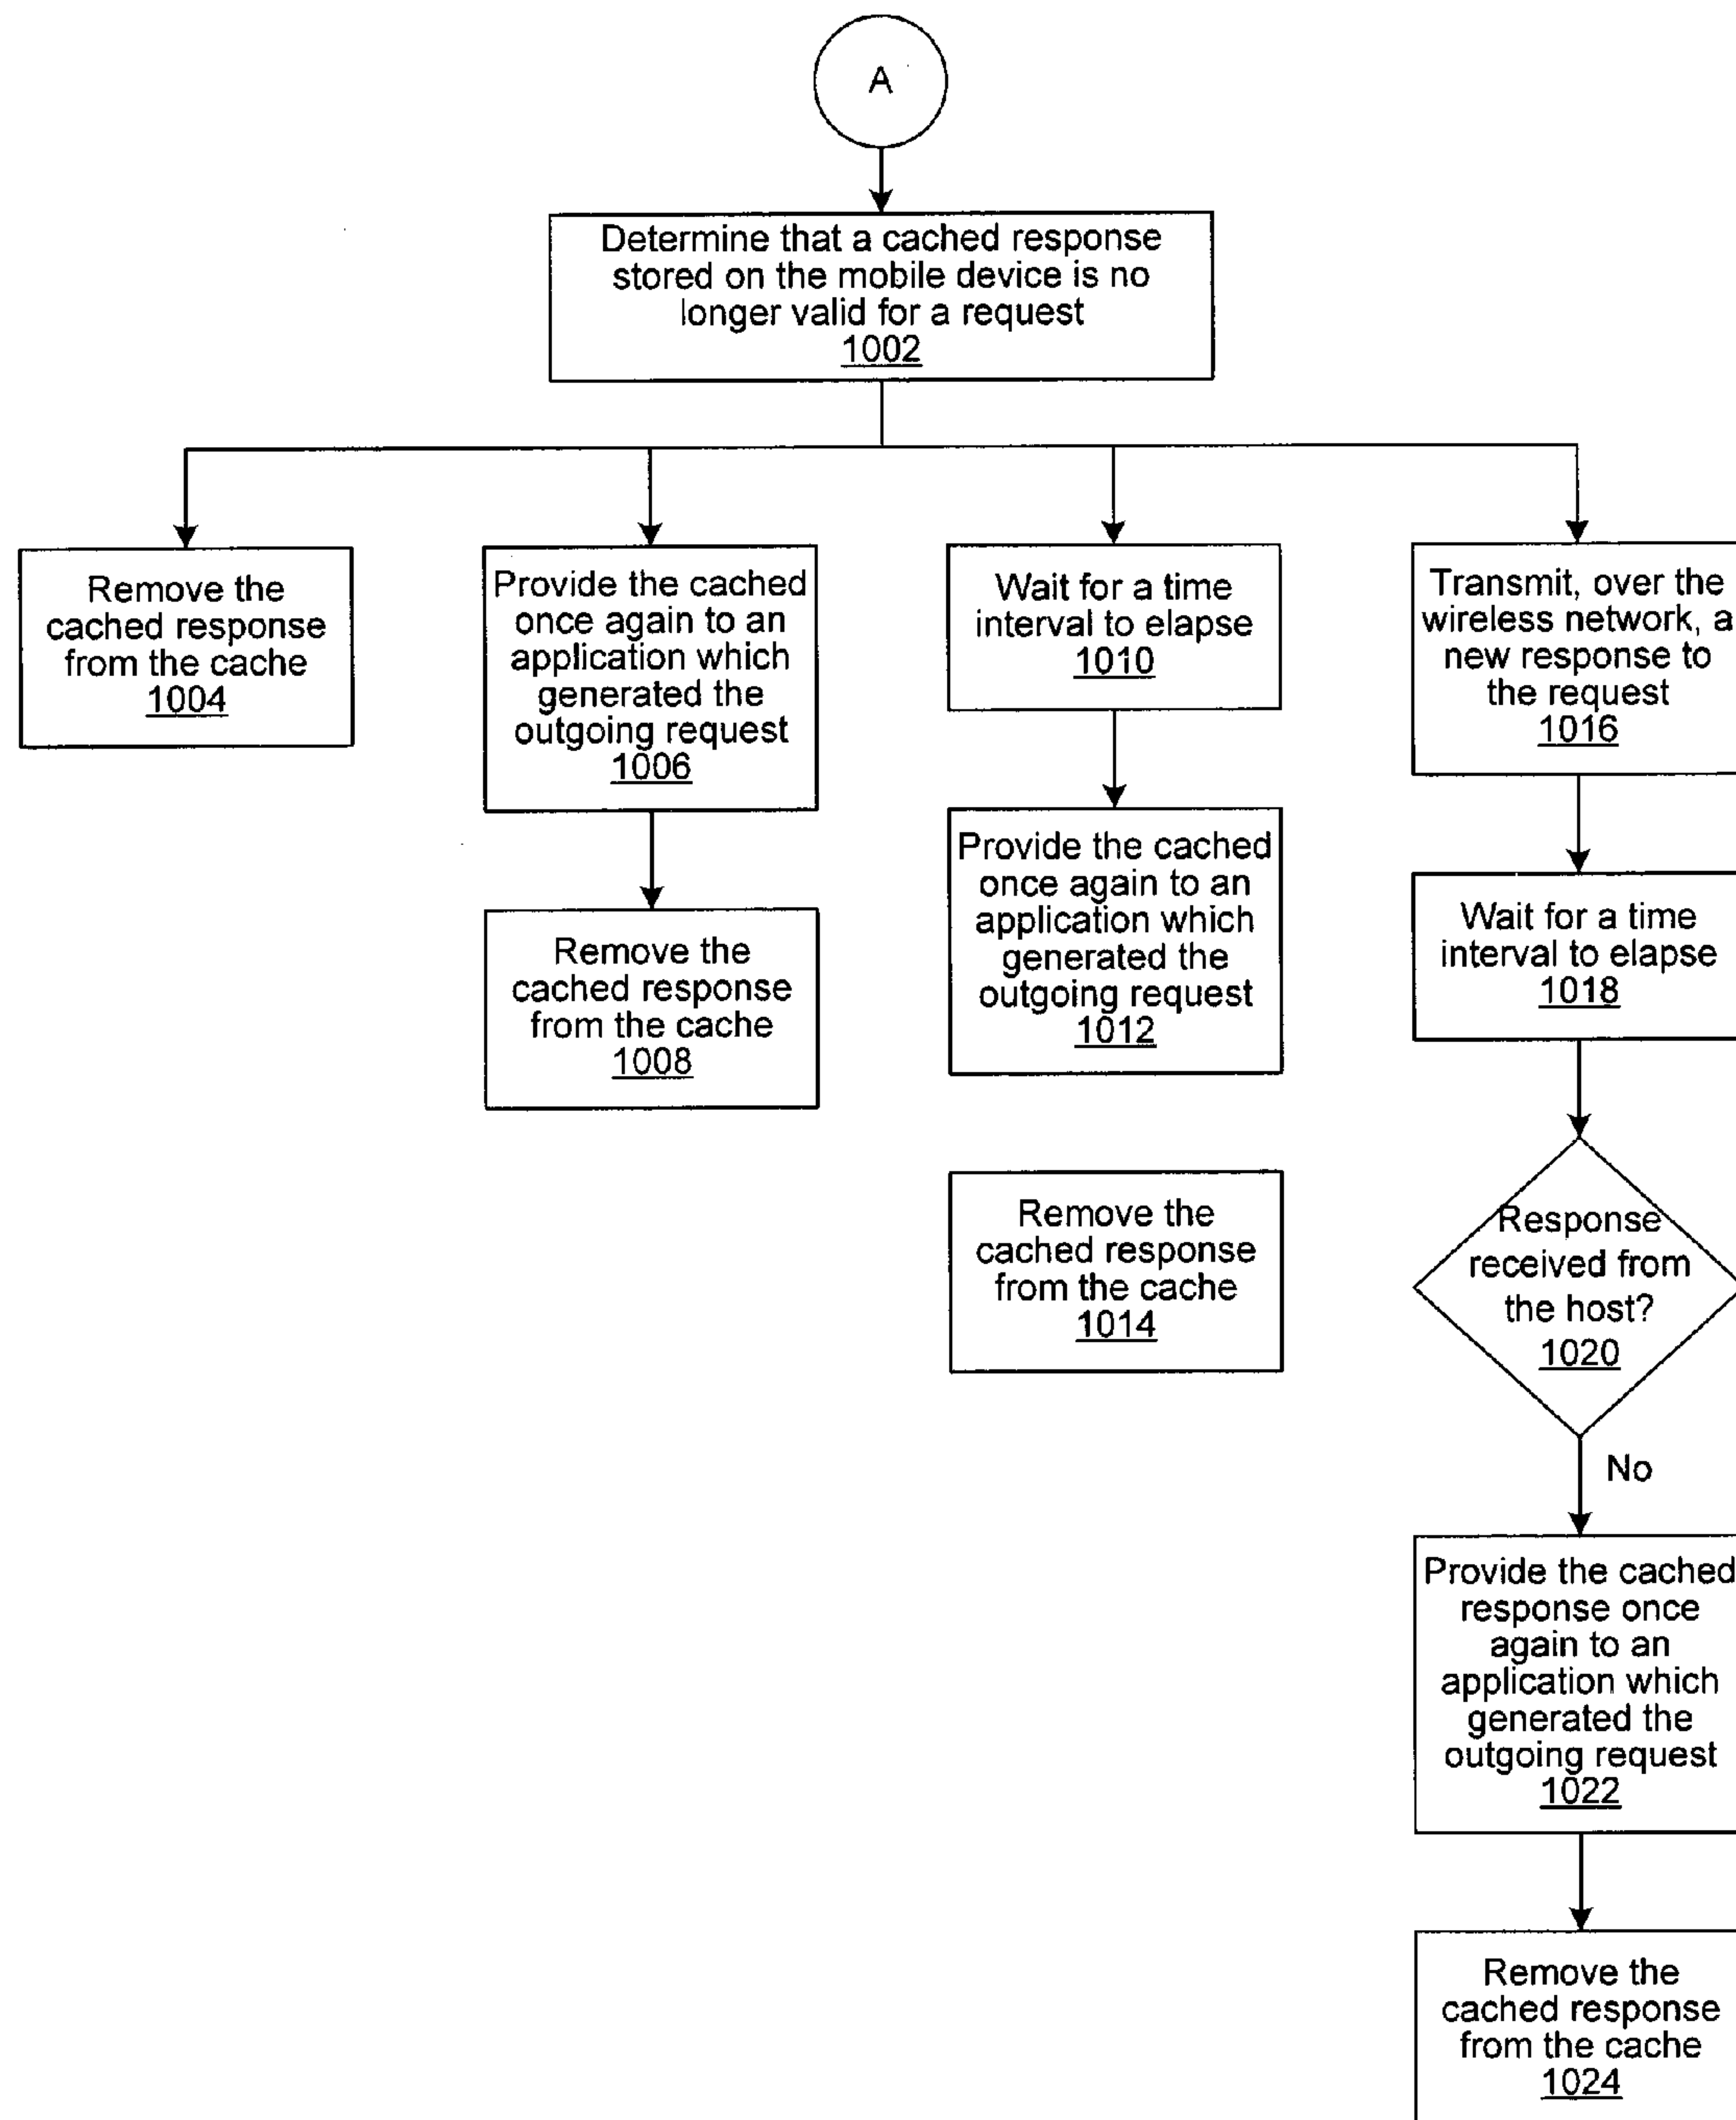 A
Determine that a cached response
stored on the mobile device is no
longer valid for a request
1002
Remove the
cached response
from the cache
1004
Provide the cached
once again to an
application which
generated the
outgoing request
1006
Remove the
cached response
from the cache
1008
Wait for a time
interval to elapse
1010
Provide the cached
once again to an
application which
generated the
outgoing request
1012
Remove the
cached response
from the cache
1014
Transmit, over the
wireless network, a
new response to
the request
1016
Wait for a time
interval to elapse
1018
Response
received from
the host?
1020
No
Provide the cached
response once
again to an
application which
generated the
outgoing request
1022
Remove the
cached response
from the cache
1024